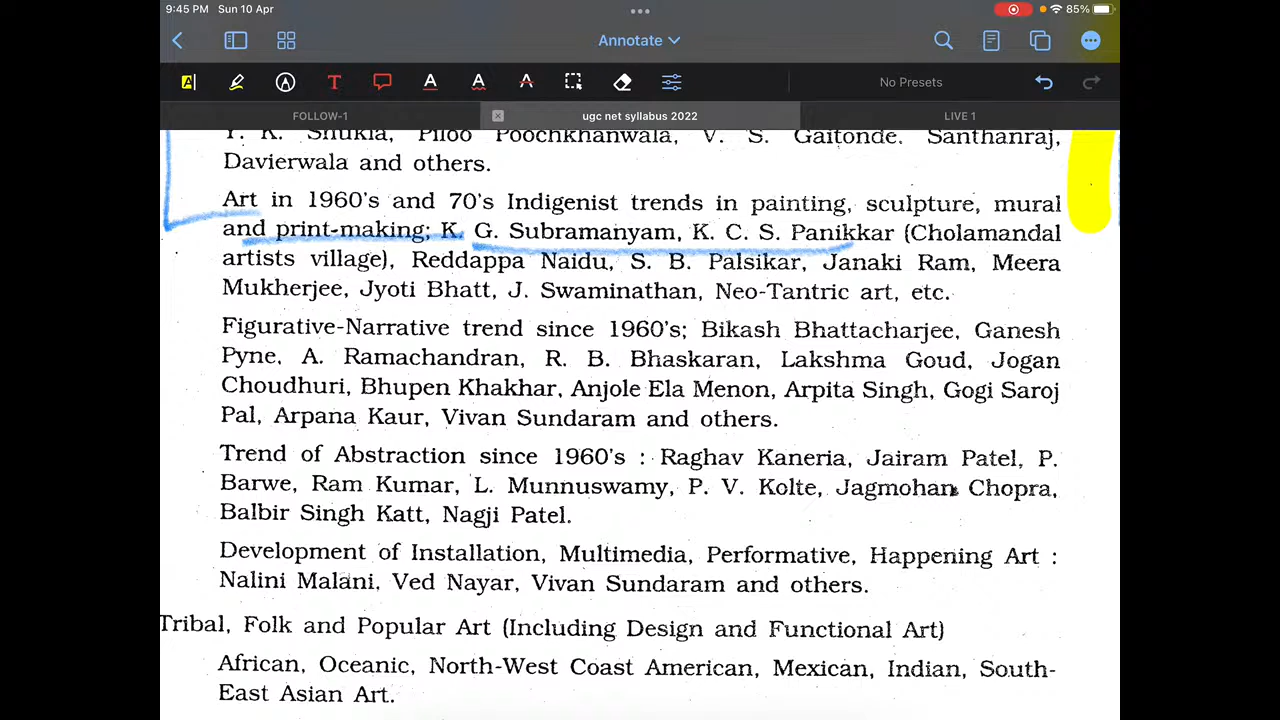 9:45 PM Sun 10 Apr
85%
Annotate
No Presets
FOLLOW-1
ugc net syllabus 2022
LIVE 1
Y. K. Shukla, Piloo Poochkhanwala, V. S. Gaitonde. Santhanraj,
Davierwala and others.
Art in 1960's and 70's Indigenist trends in painting, sculpture, mural
and print-making; K. G. Subramanyam, K. C. S. Panikkar (Cholamandal
artists village), Reddappa Naidu, S. B. Palsikar, Janaki Ram, Meera
Mukherjee, Jyoti Bhatt, J. Swaminathan, Neo-Tantric art, etc.
Figurative-Narrative trend since 1960's; Bikash Bhattacharjee, Ganesh
Pyne, A. Ramachandran, R. B. Bhaskaran, Lakshma Goud, Jogan
Choudhuri, Bhupen Khakhar, Anjole Ela Menon, Arpita Singh, Gogi Saroj
Pal, Arpana Kaur, Vivan Sundaram and others.
Trend of Abstraction since 1960's : Raghav Kaneria, Jairam Patel, P.
Barwe, Ram Kumar, L. Munnuswamy, P. V. Kolte, Jagmohan Chopra,
Balbir Singh Katt, Nagji Patel.
Development of Installation, Multimedia, Performative, Happening Art :
Nalini Malani, Ved Nayar, Vivan Sundaram and others.
Tribal, Folk and Popular Art (Including Design and Functional Art)
African, Oceanic, North-West Coast American, Mexican, Indian, South-
East Asian Art.